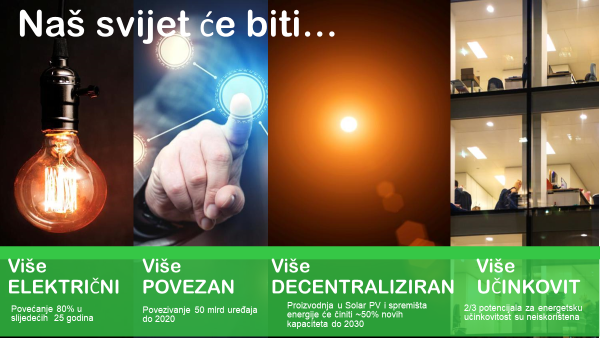 Naš svijet će biti...
Više
ELEKTRIČNI
Povećanje 80% u
slijedećih 25 godina
Više
POVEZAN
Povezivanje 50 mlrd uređaja
do 2020
Više
DECENTRALIZIRAN
Proizvodnja u Solar PV i spremišta
energije će činiti ~50% novih
kapaciteta do 2030
Više
UČINKOVIT
2/3 potencijala za energetsku
učinkovitost su neiskorištena